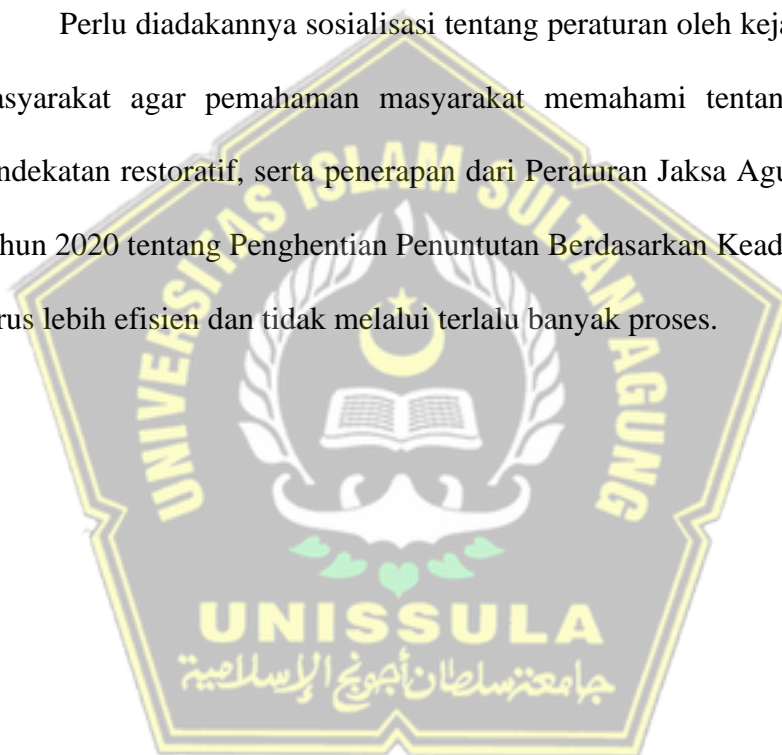 Perlu diadakannya sosialisasi tentang peraturan oleh keja
asyarakat agar pemahaman masyarakat memahami tentan
ndekatan restoratif, serta penerapan dari Peraturan Jaksa Agu
hun 2020 tentang Penghentian Penuntutan Berdasarkan Kead
rus lebih efisien dan tidak melalui terlalu banyak proses.
UNIVERSITAS ISLAM SULTAN AGUNG
UNISSULA
جامعتنسلطان أجونج الإسلامية